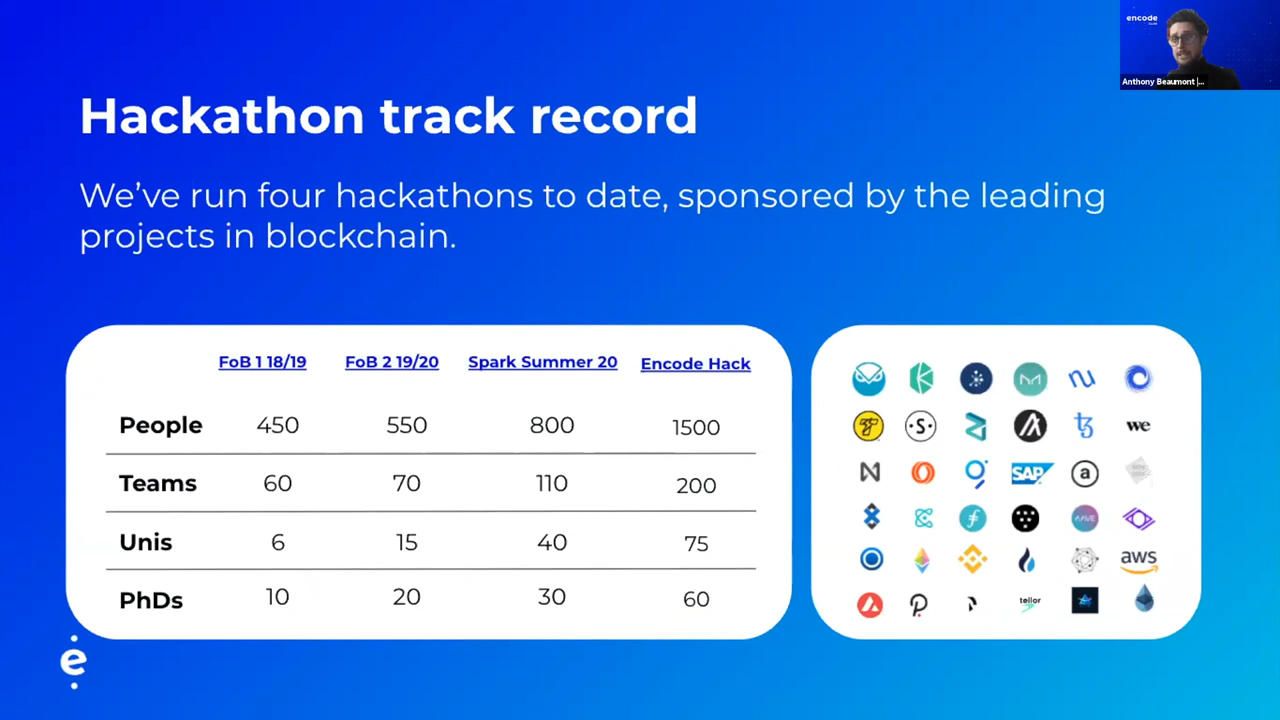 encode
CLUB
Anthony Beaumont |...
Hackathon track record
We’ve run four hackathons to date, sponsored by the leading
projects in blockchain.
FoB 1 18/19 FoB 2 19/20 Spark Summer 20 Encode Hack
People 450 550 800 1500
Teams 60 70 110 200
Unis 6 15 40 75
PhDs 10 20 30 60
we
SAP
a
AAVE
aws
tellor
e